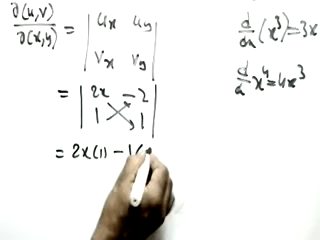 ∂(u,v)/∂(x,y) = | ux uy |
| vx vy |
= | 2x -2 |
| 1 1 |
= 2x(1) - 1(
d/dx (x³) = 3x
d/dx x⁴ = 4x³